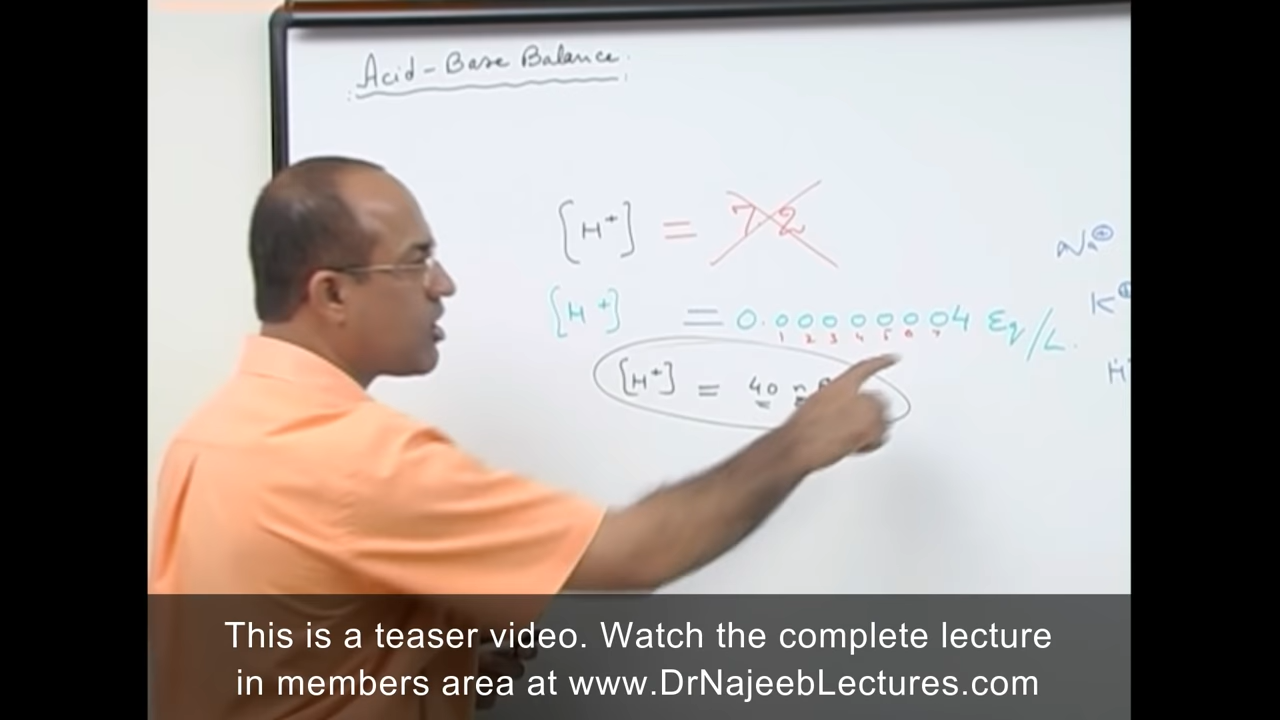 Acid-Base Balance
[H+] = 7.2
[H+] = 0.00000004 Eq/L.
1 2 3 4 5 6 7
[H+] = 40 n
Na⊕
K⊕
H
This is a teaser video. Watch the complete lecture
in members area at www.DrNajeebLectures.com